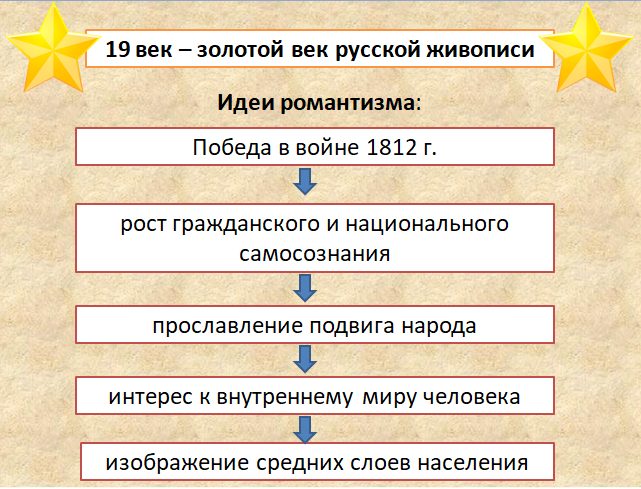 19 век – золотой век русской живописи
Идеи романтизма:
Победа в войне 1812 г.
рост гражданского и национального
самосознания
прославление подвига народа
интерес к внутреннему миру человека
изображение средних слоев населения